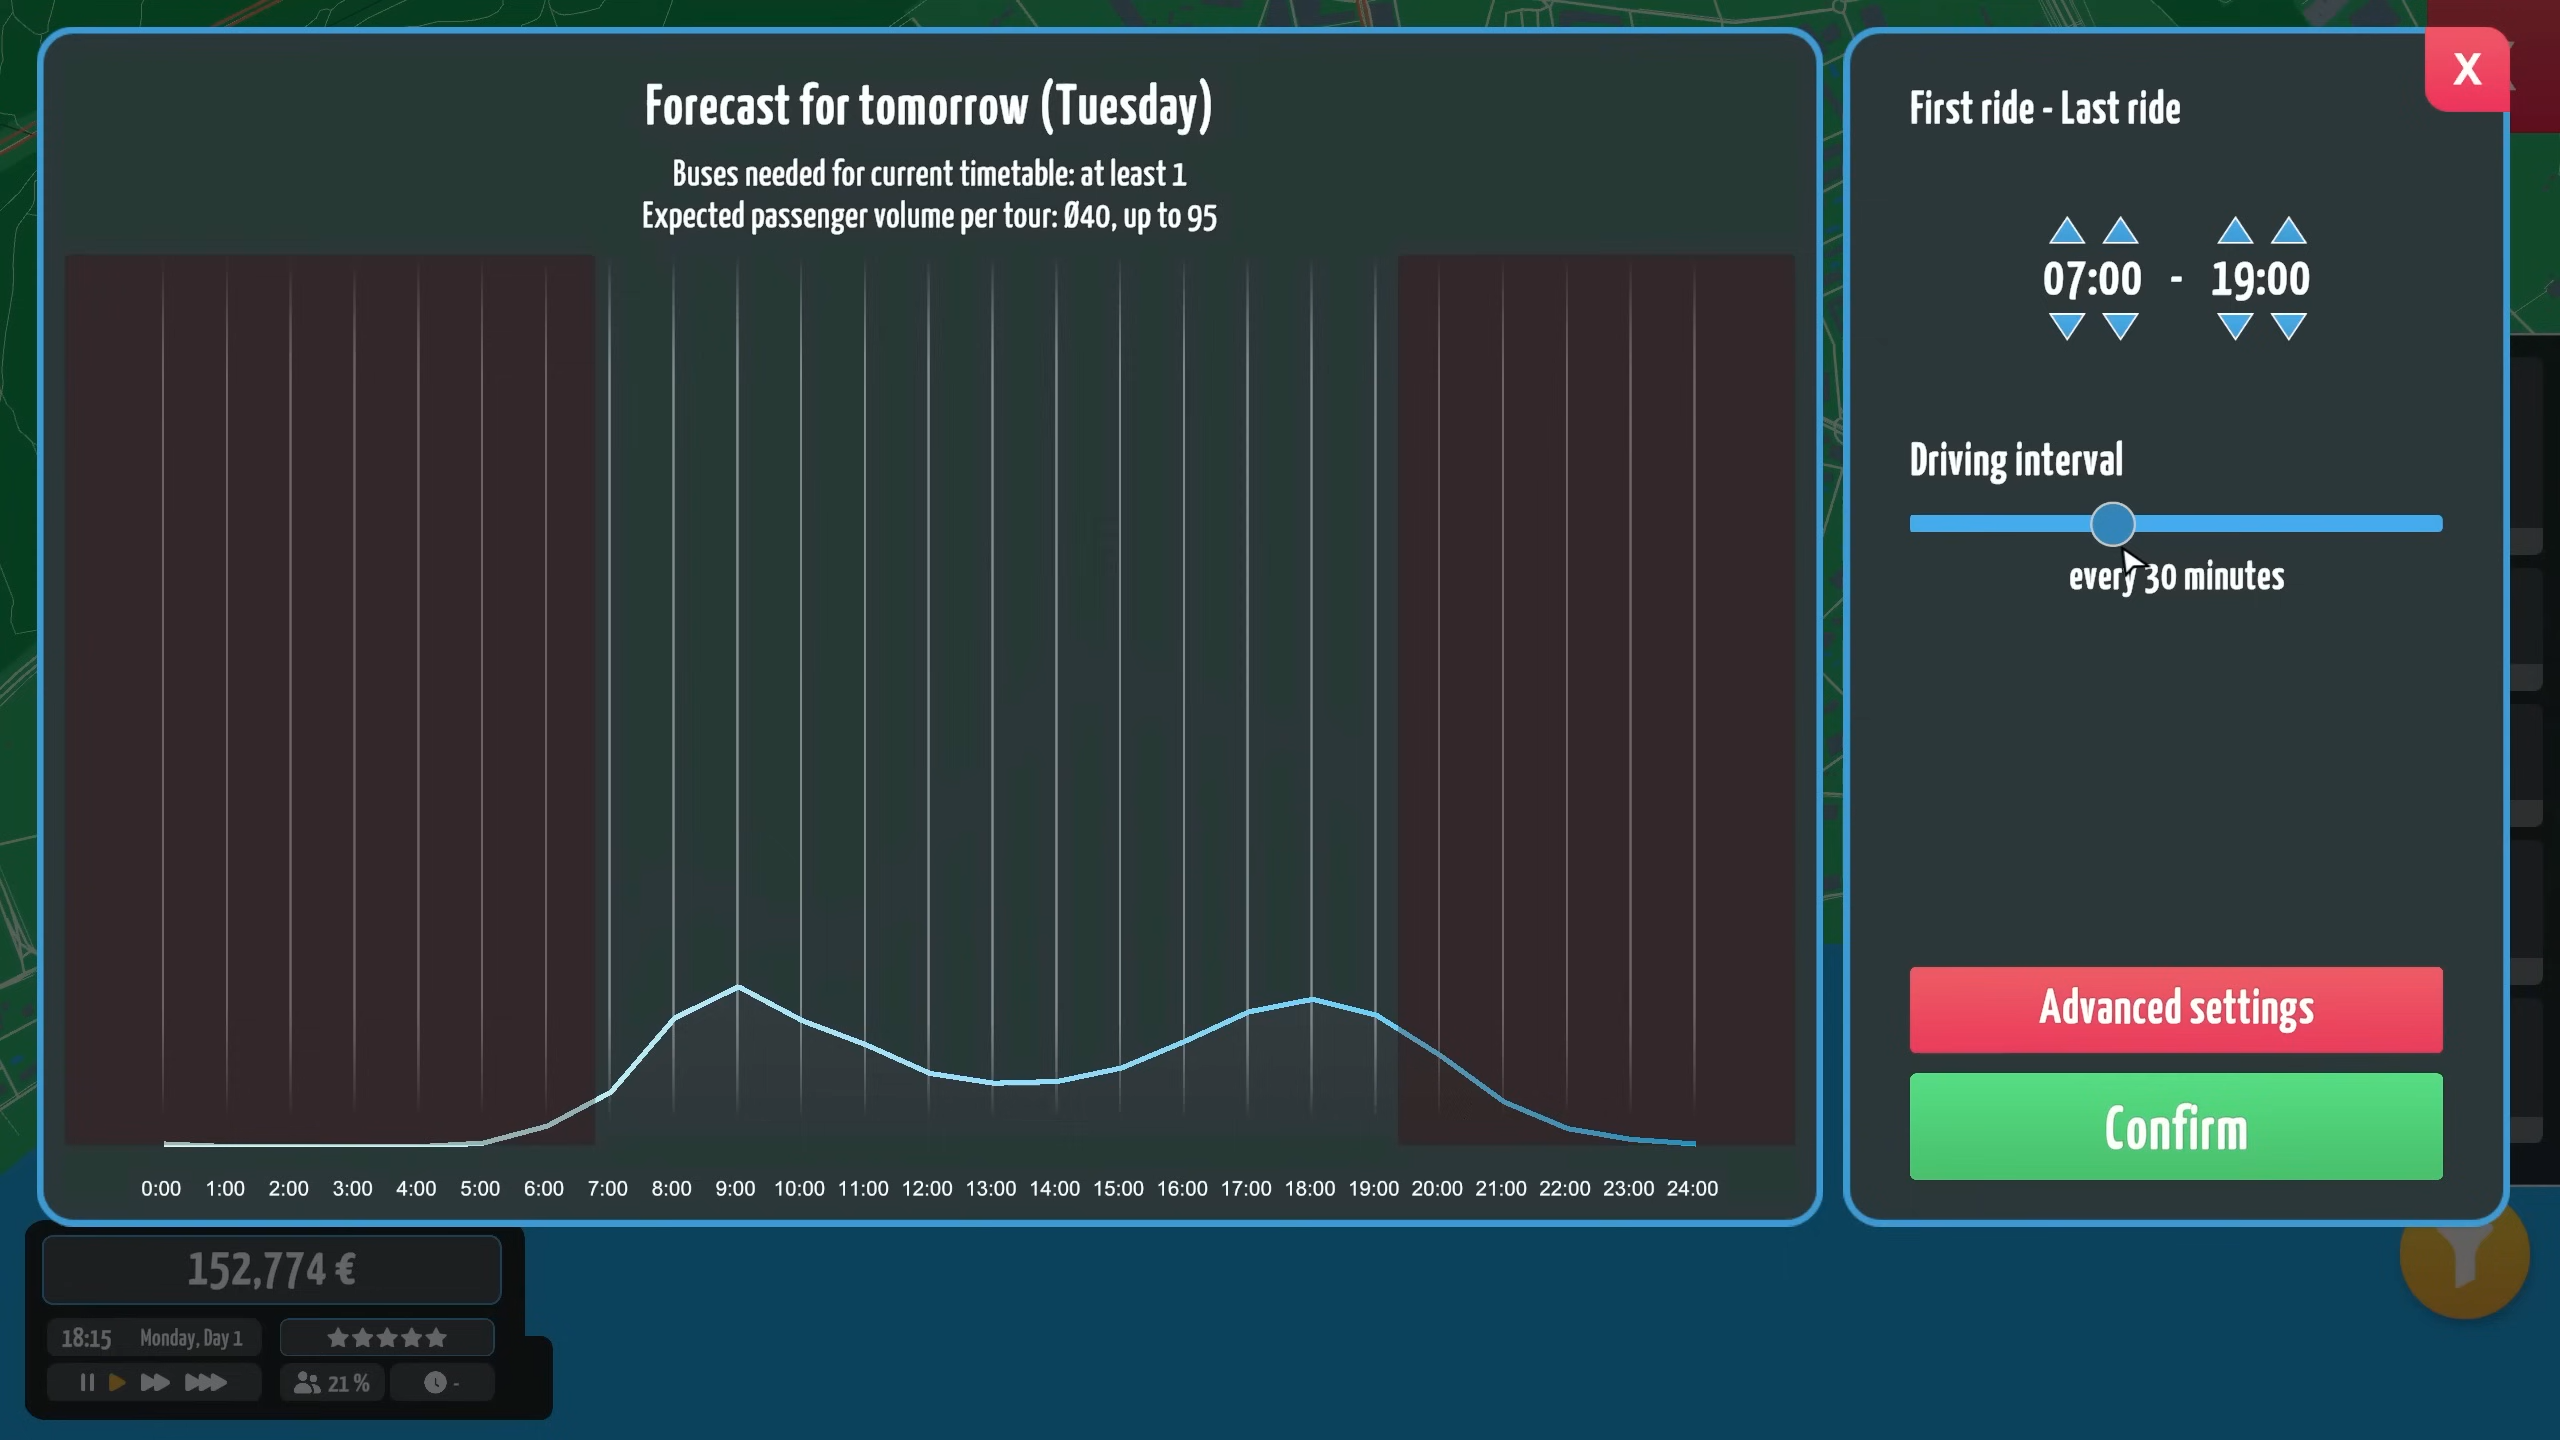 Forecast for tomorrow (Tuesday)
Buses needed for current timetable: at least 1
Expected passenger volume per tour: Ø40, up to 95
0:00 1:00 2:00 3:00 4:00 5:00 6:00 7:00 8:00 9:00 10:00 11:00 12:00 13:00 14:00 15:00 16:00 17:00 18:00 19:00 20:00 21:00 22:00 23:00 24:00
X
First ride - Last ride
07:00 - 19:00
Driving interval
every 30 minutes
Advanced settings
Confirm
152,774 €
18:15 Monday, Day 1
21 % -